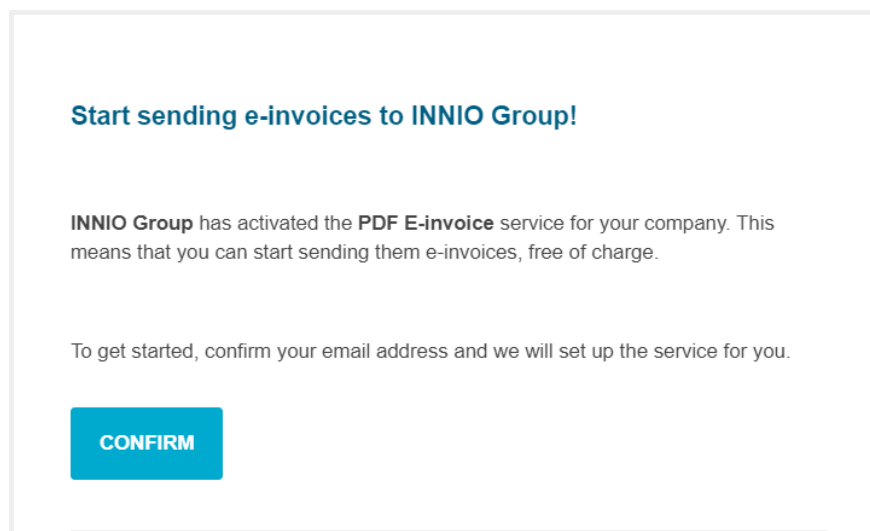 Start sending e-invoices to INNIO Group!
INNIO Group has activated the PDF E-invoice service for your company. This
means that you can start sending them e-invoices, free of charge.
To get started, confirm your email address and we will set up the service for you.
CONFIRM